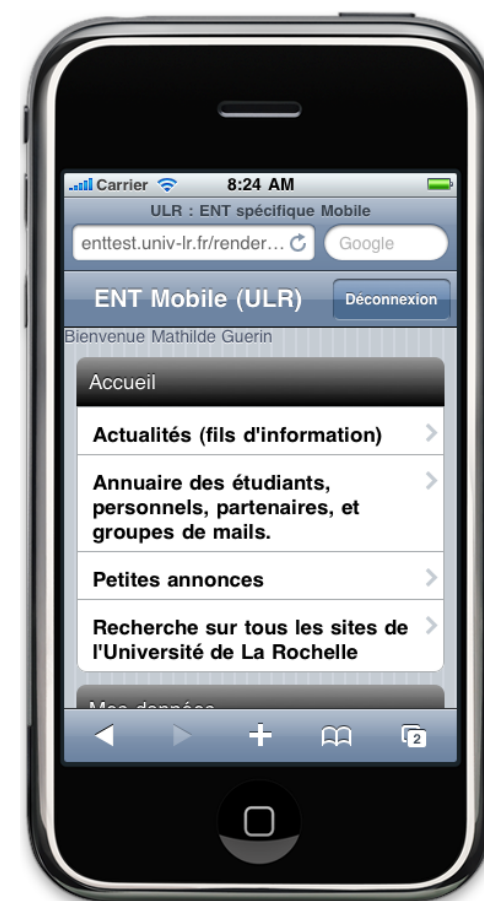 Carrier 8:24 AM
ULR : ENT spécifique Mobile
enttest.univ-lr.fr/render... Google
ENT Mobile (ULR) Déconnexion
Bienvenue Mathilde Guerin
Accueil
Actualités (fils d'information)
Annuaire des étudiants,
personnels, partenaires, et
groupes de mails.
Petites annonces
Recherche sur tous les sites de
l'Université de La Rochelle
Mes données
2